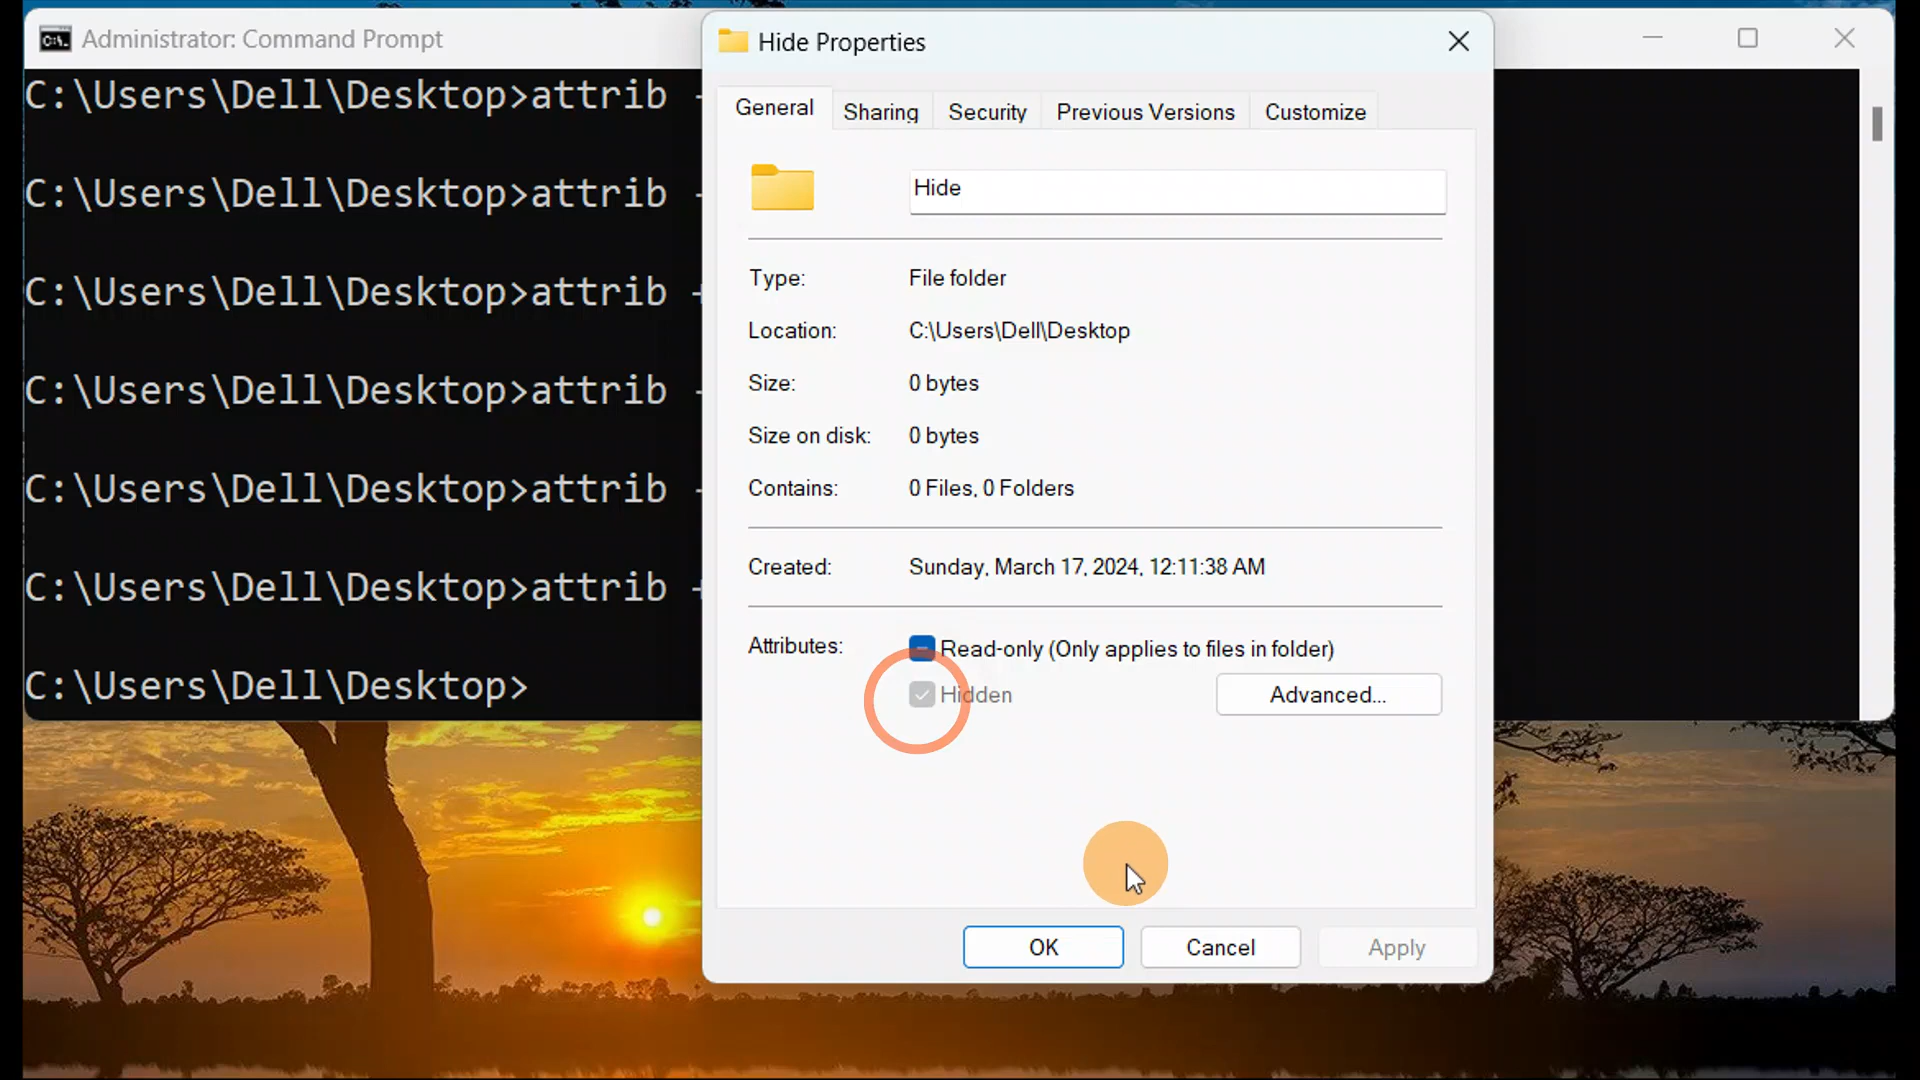 Administrator: Command Prompt
C:\Users\Dell\Desktop>attrib -
C:\Users\Dell\Desktop>attrib -
C:\Users\Dell\Desktop>attrib +
C:\Users\Dell\Desktop>attrib -
C:\Users\Dell\Desktop>attrib -
C:\Users\Dell\Desktop>attrib +
C:\Users\Dell\Desktop>
Hide Properties
General Sharing Security Previous Versions Customize
Hide
Type: File folder
Location: C:\Users\Dell\Desktop
Size: 0 bytes
Size on disk: 0 bytes
Contains: 0 Files, 0 Folders
Created: Sunday, March 17, 2024, 12:11:38 AM
Attributes: Read-only (Only applies to files in folder)
Hidden Advanced...
OK Cancel Apply